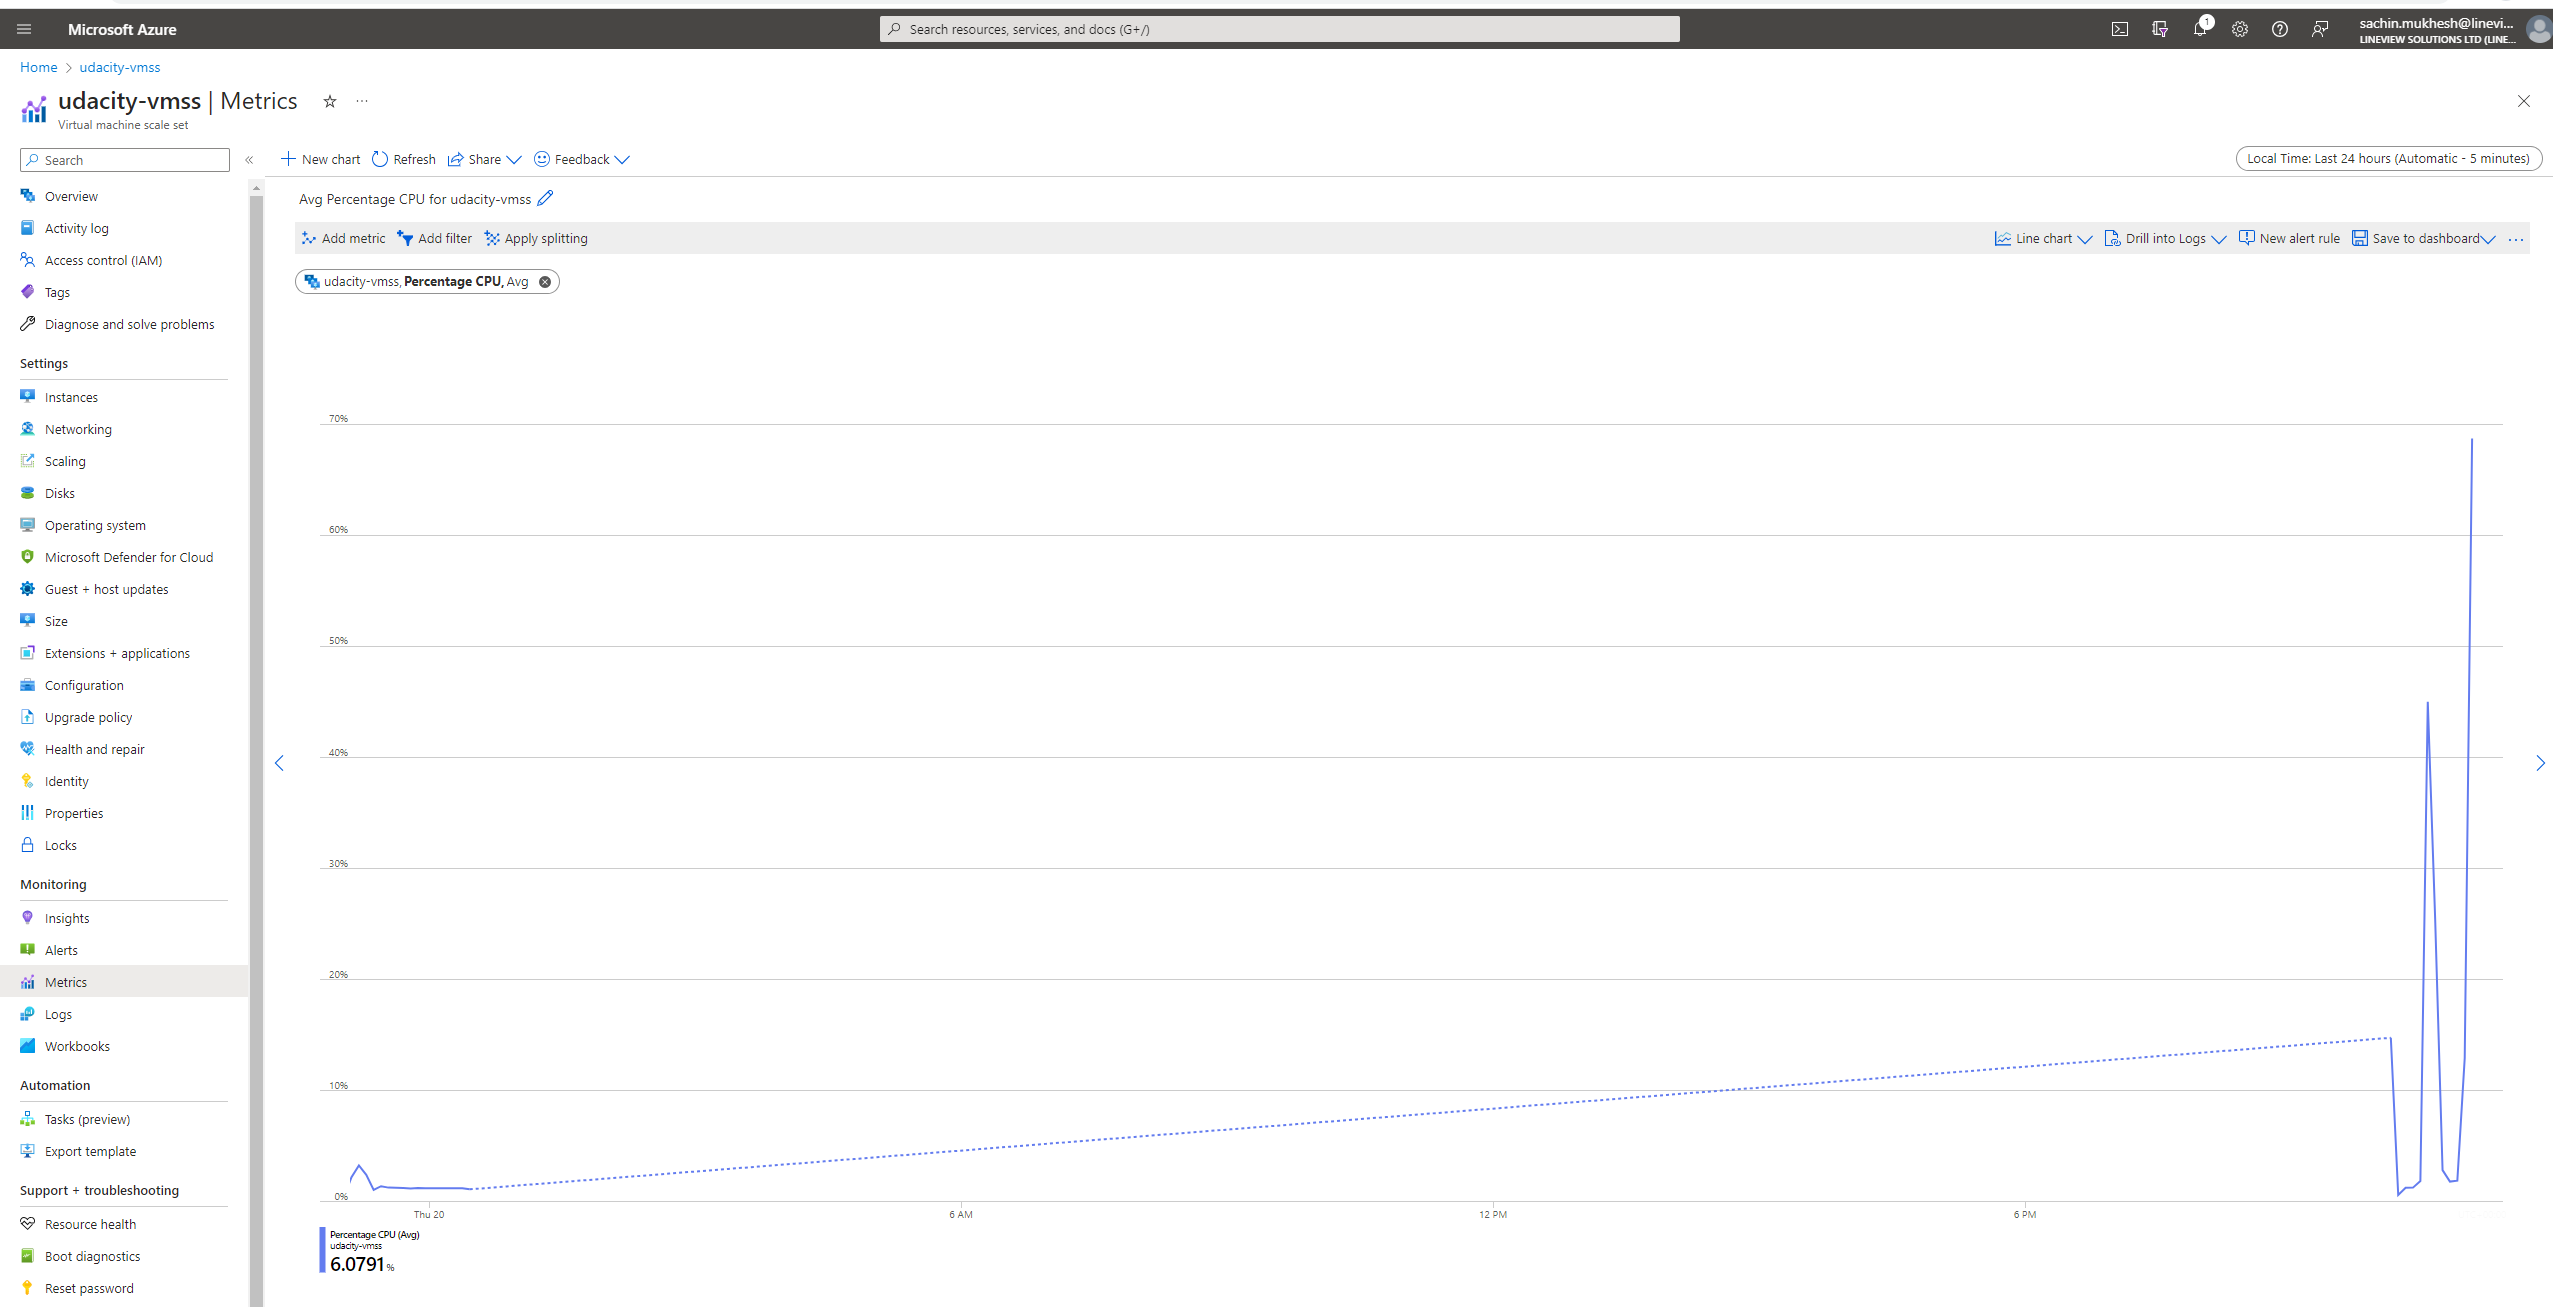 Microsoft Azure
Search resources, services, and docs (G+/)
1
sachin.mukhesh@linevi...
LINEVIEW SOLUTIONS LTD (LINE...
Home > udacity-vmss
udacity-vmss | Metrics
Virtual machine scale set
Search
Overview
Activity log
Access control (IAM)
Tags
Diagnose and solve problems
Settings
Instances
Networking
Scaling
Disks
Operating system
Microsoft Defender for Cloud
Guest + host updates
Size
Extensions + applications
Configuration
Upgrade policy
Health and repair
Identity
Properties
Locks
Monitoring
Insights
Alerts
Metrics
Logs
Workbooks
Automation
Tasks (preview)
Export template
Support + troubleshooting
Resource health
Boot diagnostics
Reset password
New chart Refresh Share Feedback
Local Time: Last 24 hours (Automatic - 5 minutes)
Avg Percentage CPU for udacity-vmss
Add metric Add filter Apply splitting
Line chart Drill into Logs New alert rule Save to dashboard ...
udacity-vmss, Percentage CPU, Avg
70%
60%
50%
40%
30%
20%
10%
0%
Thu 20 6 AM 12 PM 6 PM
Percentage CPU (Avg)
udacity-vmss
6.0791 %